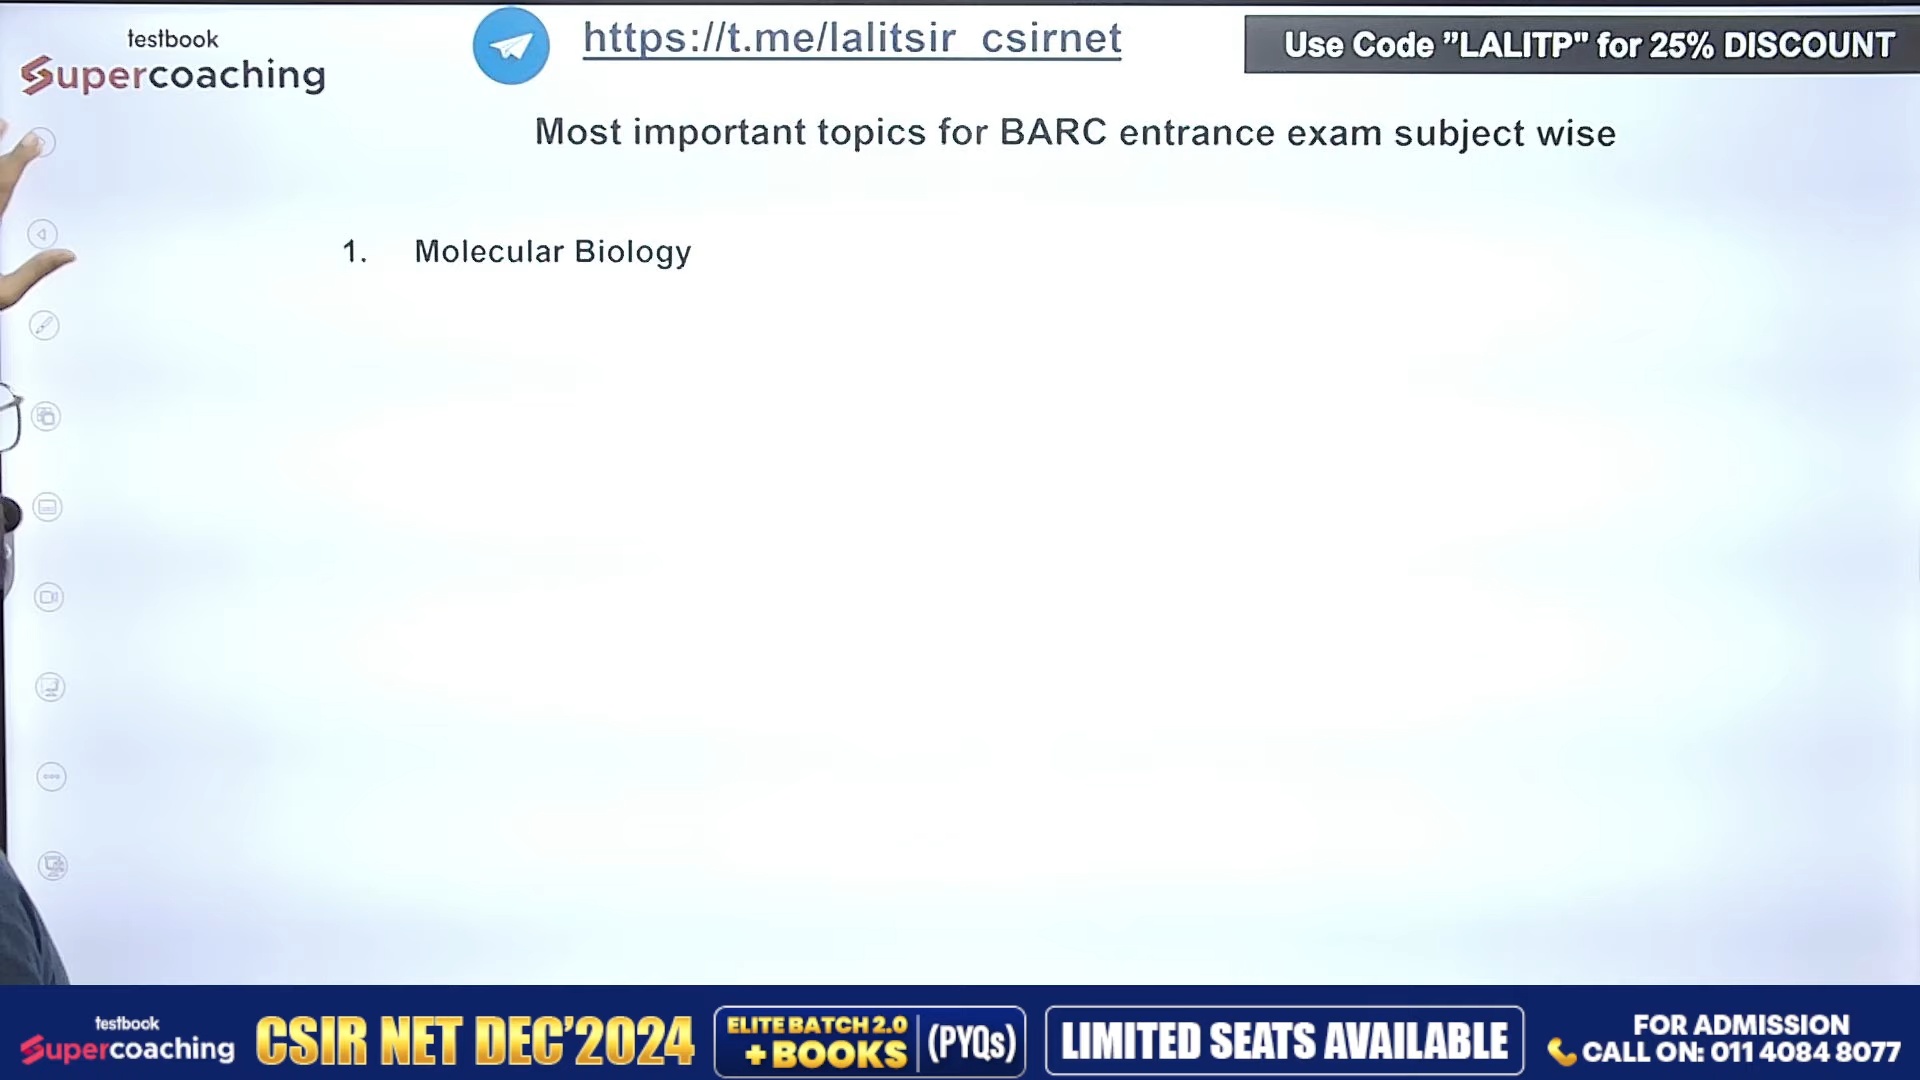 testbook
Supercoaching
https://t.me/lalitsir_csirnet
Use Code ”LALITP" for 25% DISCOUNT
Most important topics for BARC entrance exam subject wise
1. Molecular Biology
testbook
Supercoaching
CSIR NET DEC’2024
ELITE BATCH 2.0
+ BOOKS
(PYQs)
LIMITED SEATS AVAILABLE
FOR ADMISSION
CALL ON: 011 4084 8077